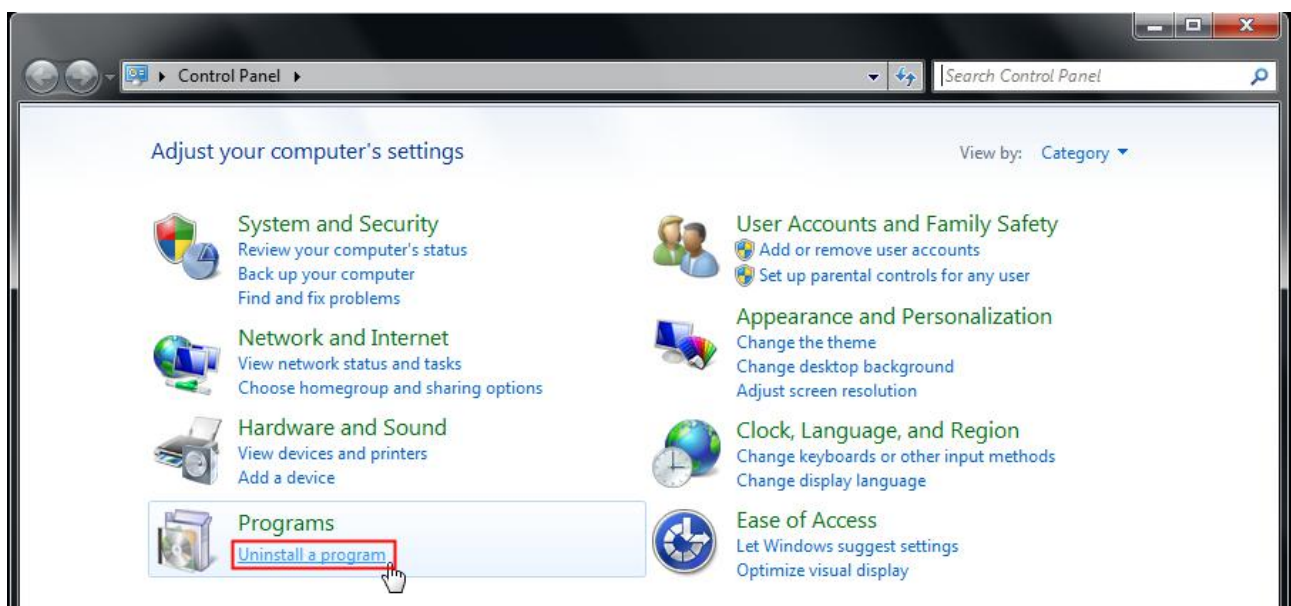 Control Panel
Search Control Panel
Adjust your computer's settings
View by: Category
System and Security
Review your computer's status
Back up your computer
Find and fix problems
Network and Internet
View network status and tasks
Choose homegroup and sharing options
Hardware and Sound
View devices and printers
Add a device
Programs
Uninstall a program
User Accounts and Family Safety
Add or remove user accounts
Set up parental controls for any user
Appearance and Personalization
Change the theme
Change desktop background
Adjust screen resolution
Clock, Language, and Region
Change keyboards or other input methods
Change display language
Ease of Access
Let Windows suggest settings
Optimize visual display